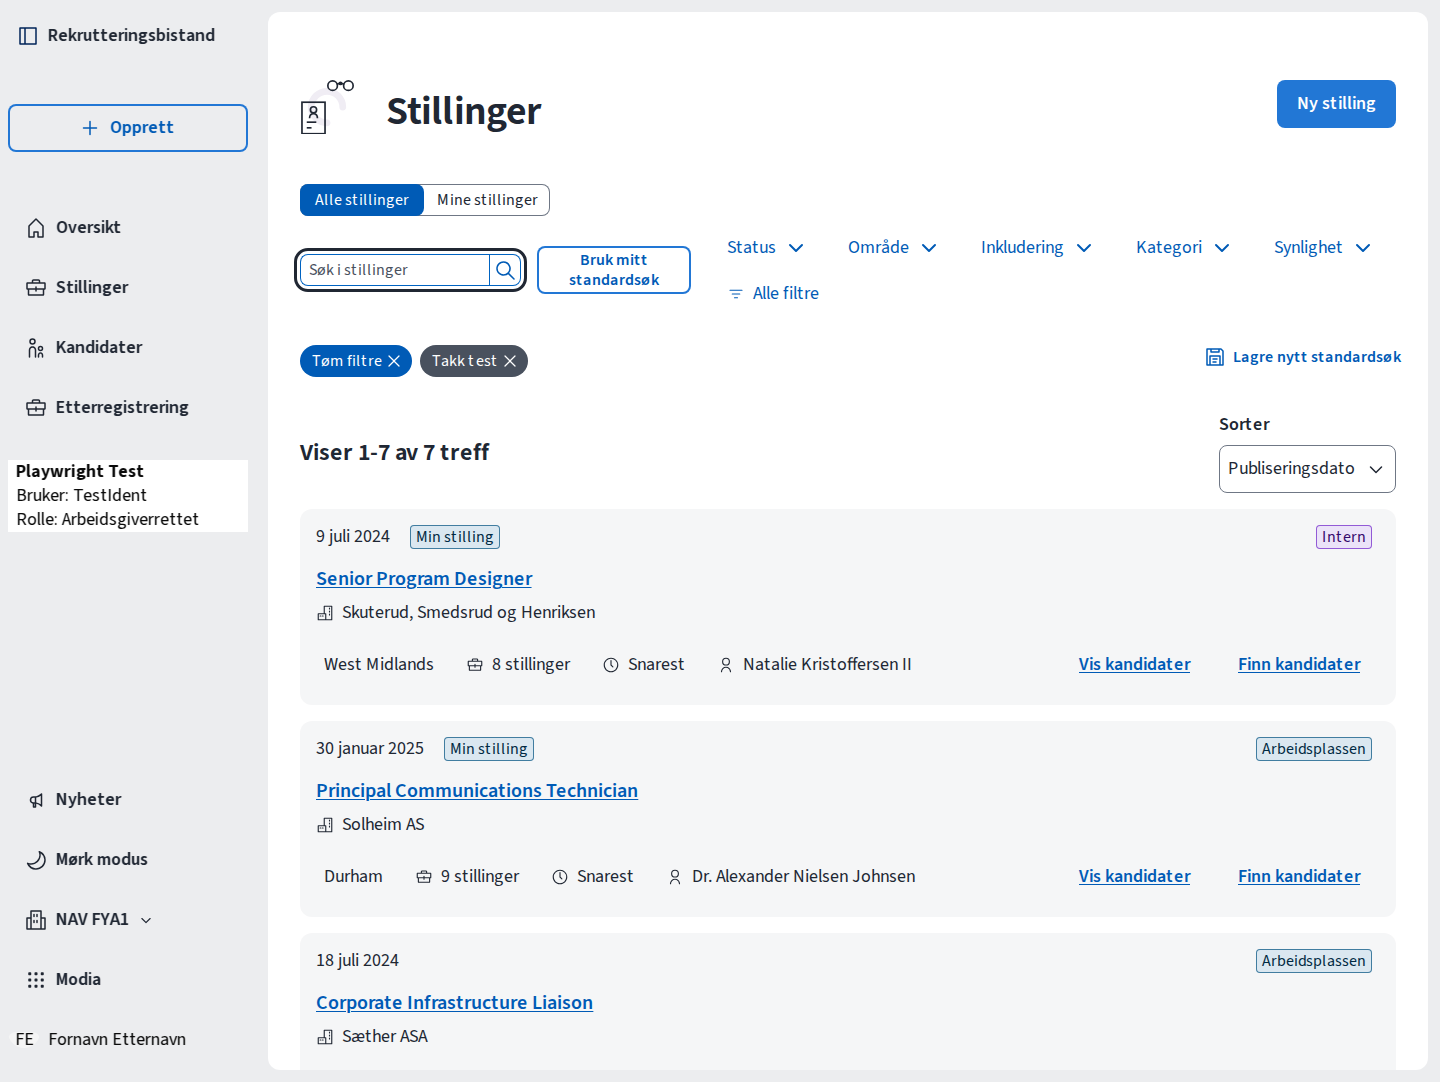 Rekrutteringsbistand
Opprett
Oversikt
Stillinger
Kandidater
Etterregistrering
Playwright Test
Bruker: TestIdent
Rolle: Arbeidsgiverrettet
Nyheter
Mørk modus
NAV FYA1
Modia
FE Fornavn Etternavn
Stillinger
Ny stilling
Alle stillinger Mine stillinger
Søk i stillinger
Bruk mitt
standardsøk
Status Område Inkludering Kategori Synlighet
Alle filtre
Tøm filtre Takk test
Lagre nytt standardsøk
Viser 1-7 av 7 treff
Sorter
Publiseringsdato
9 juli 2024 Min stilling Intern
Senior Program Designer
Skuterud, Smedsrud og Henriksen
West Midlands 8 stillinger Snarest Natalie Kristoffersen II Vis kandidater Finn kandidater
30 januar 2025 Min stilling Arbeidsplassen
Principal Communications Technician
Solheim AS
Durham 9 stillinger Snarest Dr. Alexander Nielsen Johnsen Vis kandidater Finn kandidater
18 juli 2024 Arbeidsplassen
Corporate Infrastructure Liaison
Sæther ASA